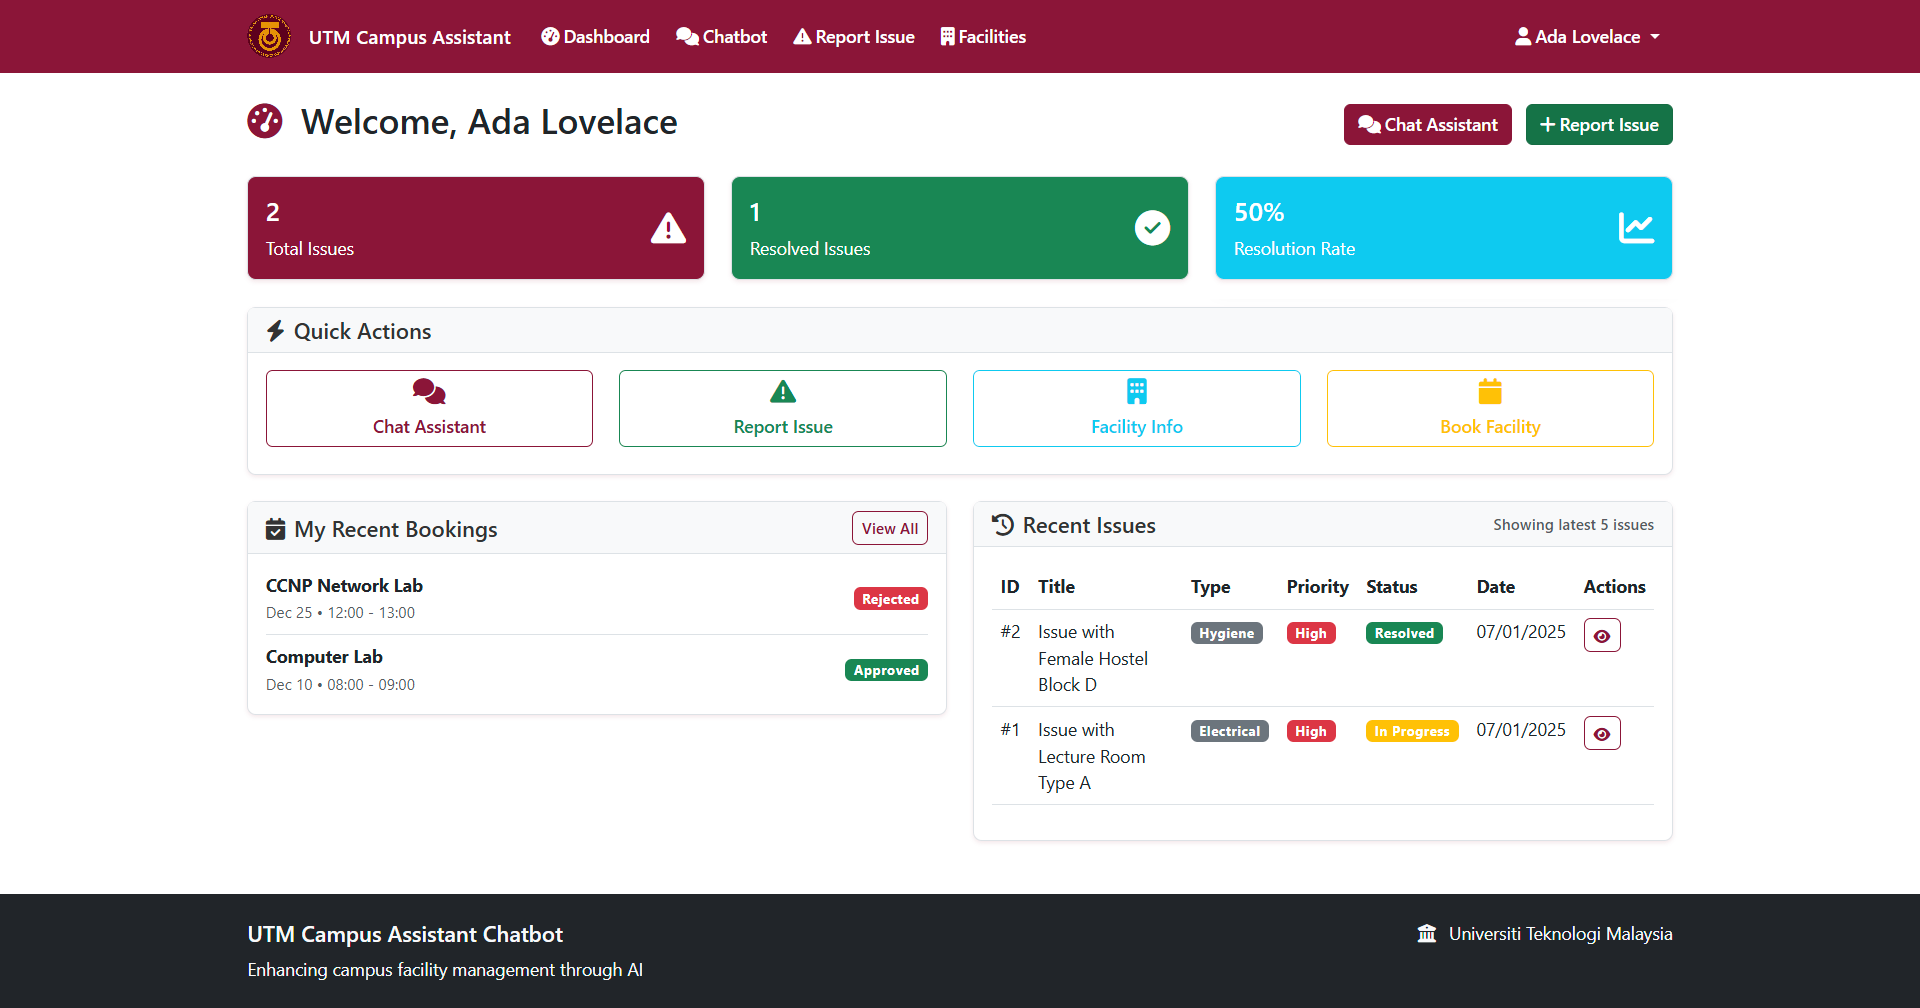 UTM Campus Assistant
Dashboard
Chatbot
Report Issue
Facilities
Ada Lovelace
Welcome, Ada Lovelace
Chat Assistant
Report Issue
2
Total Issues
1
Resolved Issues
50%
Resolution Rate
Quick Actions
Chat Assistant
Report Issue
Facility Info
Book Facility
My Recent Bookings
View All
CCNP Network Lab
Dec 25 • 12:00 - 13:00
Rejected
Computer Lab
Dec 10 • 08:00 - 09:00
Approved
Recent Issues
Showing latest 5 issues
ID Title Type Priority Status Date Actions
#2 Issue with Hygiene High Resolved 07/01/2025
Female Hostel
Block D
#1 Issue with Electrical High In Progress 07/01/2025
Lecture Room
Type A
UTM Campus Assistant Chatbot
Enhancing campus facility management through AI
Universiti Teknologi Malaysia